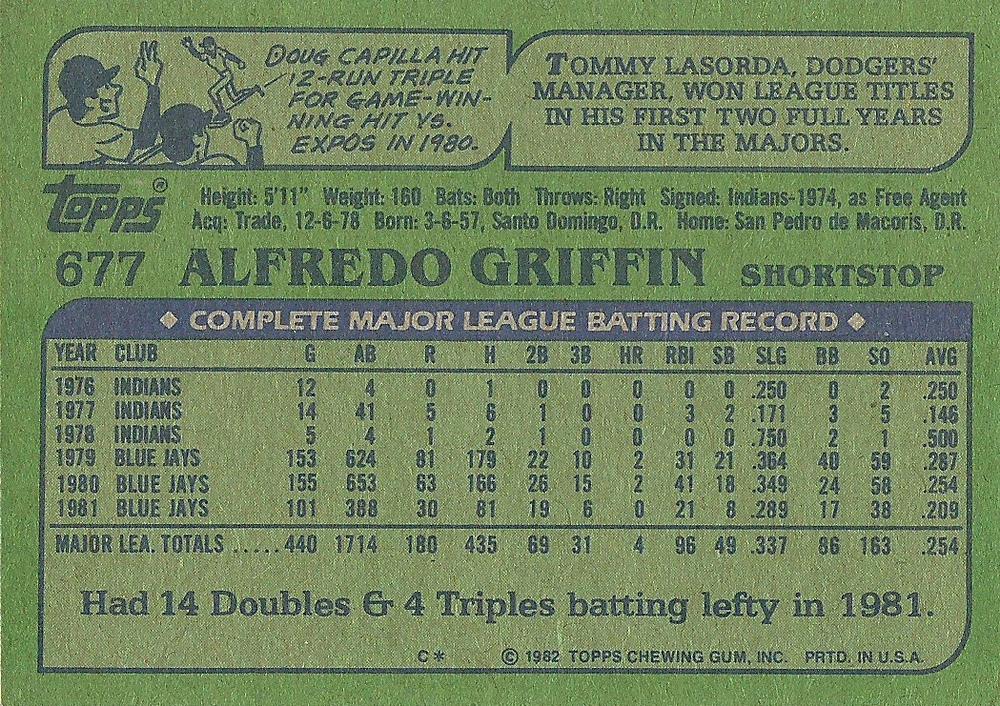 DOUG CAPILLA HIT
12-RUN TRIPLE
FOR GAME-WIN-
NING HIT VS.
EXPOS IN 1980.
TOMMY LASORDA, DODGERS'
MANAGER, WON LEAGUE TITLES
IN HIS FIRST TWO FULL YEARS
IN THE MAJORS.
topps®
Height: 5'11" Weight: 160 Bats: Both Throws: Right Signed: Indians-1974, as Free Agent
Acq: Trade, 12-6-78 Born: 3-6-57, Santo Domingo, D.R. Home: San Pedro de Macoris, D.R.
677 ALFREDO GRIFFIN SHORTSTOP
◆ COMPLETE MAJOR LEAGUE BATTING RECORD ◆
YEAR CLUB G AB R H 2B 3B HR RBI SB SLG BB SO AVG
1976 INDIANS 12 4 0 1 0 0 0 0 0 .250 0 2 .250
1977 INDIANS 14 41 5 6 1 0 0 3 2 .171 3 5 .146
1978 INDIANS 5 4 1 2 1 0 0 0 0 .750 2 1 .500
1979 BLUE JAYS 153 624 81 179 22 10 2 31 21 .364 40 59 .287
1980 BLUE JAYS 155 653 63 166 26 15 2 41 18 .349 24 58 .254
1981 BLUE JAYS 101 388 30 81 19 6 0 21 8 .289 17 38 .209
MAJOR LEA. TOTALS ..... 440 1714 180 435 69 31 4 96 49 .337 86 163 .254
Had 14 Doubles & 4 Triples batting lefty in 1981.
C* © 1982 TOPPS CHEWING GUM, INC. PRTD. IN U.S.A.